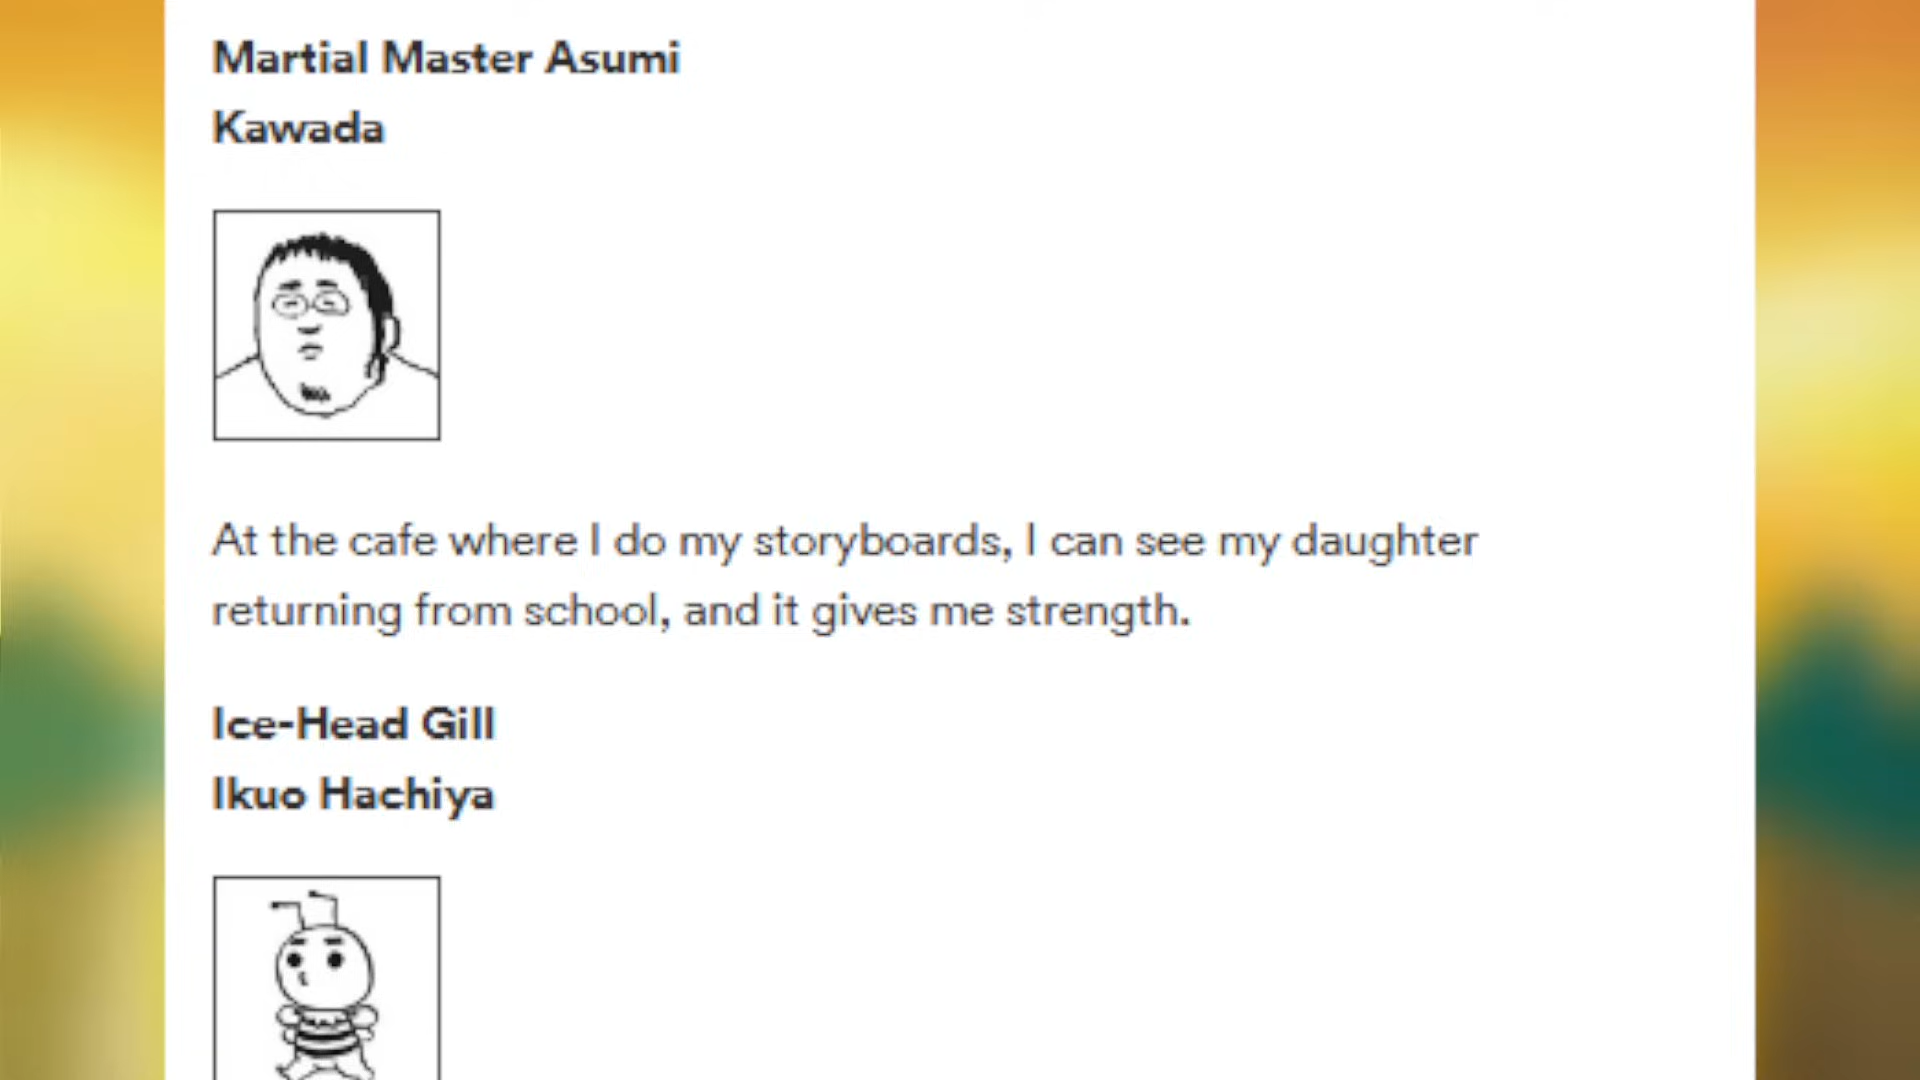 Martial Master Asumi
Kawada
At the cafe where I do my storyboards, I can see my daughter
returning from school, and it gives me strength.
Ice-Head Gill
Ikuo Hachiya